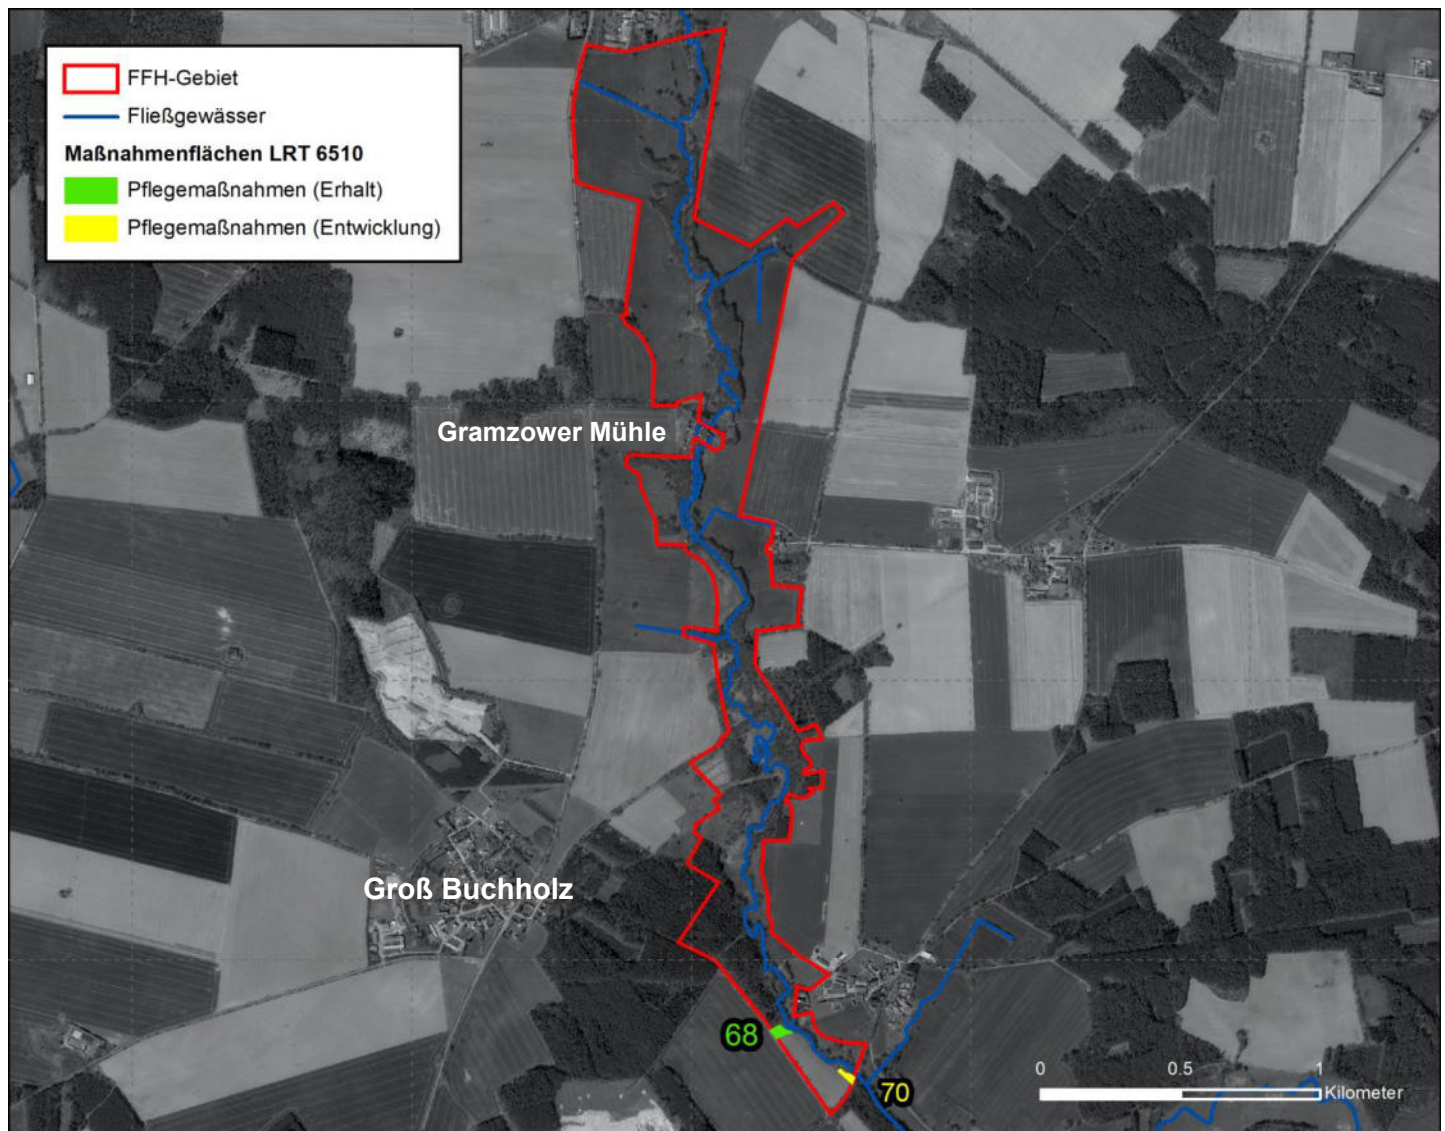 FFH-Gebiet
Fließgewässer
Maßnahmenflächen LRT 6510
Pflegemaßnahmen (Erhalt)
Pflegemaßnahmen (Entwicklung)
Gramzower Mühle
Groß Buchholz
68
70
0 0.5 1
Kilometer